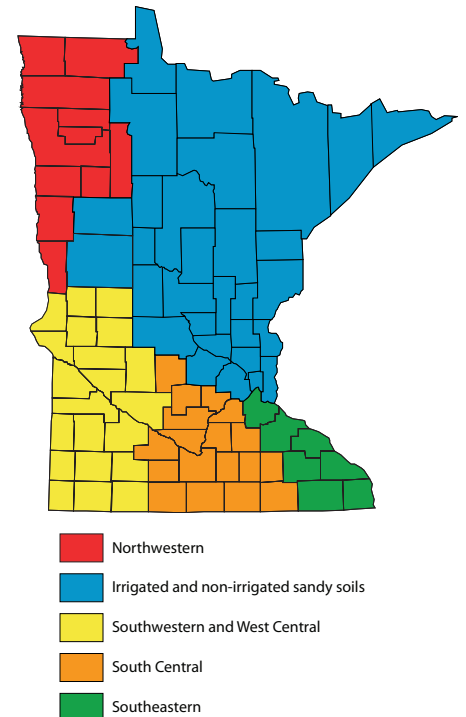 Northwestern
Irrigated and non-irrigated sandy soils
Southwestern and West Central
South Central
Southeastern